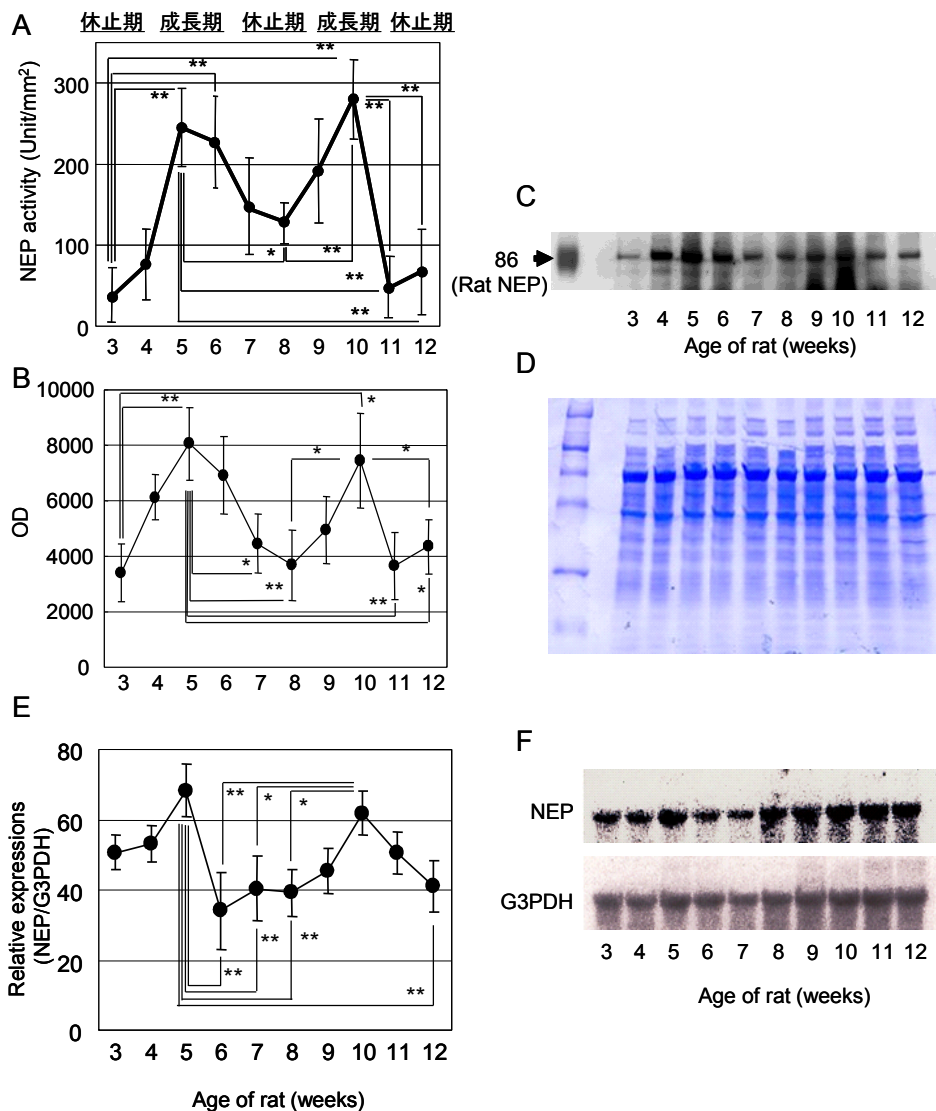 休止期 成長期 休止期 成長期 休止期
A
NEP activity (Unit/mm²)
300
200
100
0
** ** ** ** ** * ** ** **
3 4 5 6 7 8 9 10 11 12
B
OD
10000
8000
6000
4000
2000
0
** * * * * ** ** *
3 4 5 6 7 8 9 10 11 12
C
86
(Rat NEP)
3 4 5 6 7 8 9 10 11 12
Age of rat (weeks)
D
E
Relative expressions
(NEP/G3PDH)
80
60
40
20
0
** * * ** ** ** **
3 4 5 6 7 8 9 10 11 12
Age of rat (weeks)
F
NEP
G3PDH
3 4 5 6 7 8 9 10 11 12
Age of rat (weeks)